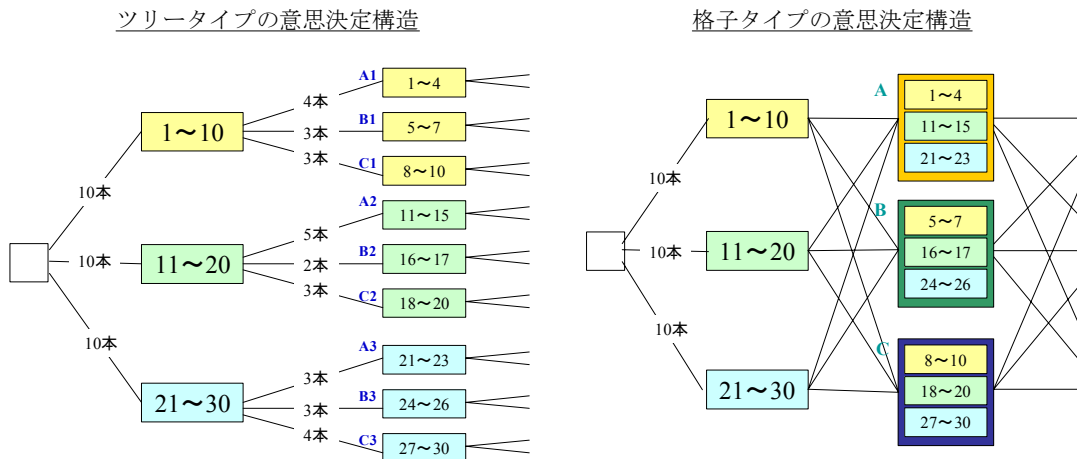 ツリータイプの意思決定構造
1～10
11～20
21～30
10本
10本
10本
4本
3本
3本
5本
2本
3本
3本
3本
4本
A1
1～4
B1
5～7
C1
8～10
A2
11～15
B2
16～17
C2
18～20
A3
21～23
B3
24～26
C3
27～30
格子タイプの意思決定構造
1～10
11～20
21～30
10本
10本
10本
A
1～4
11～15
21～23
B
5～7
16～17
24～26
C
8～10
18～20
27～30